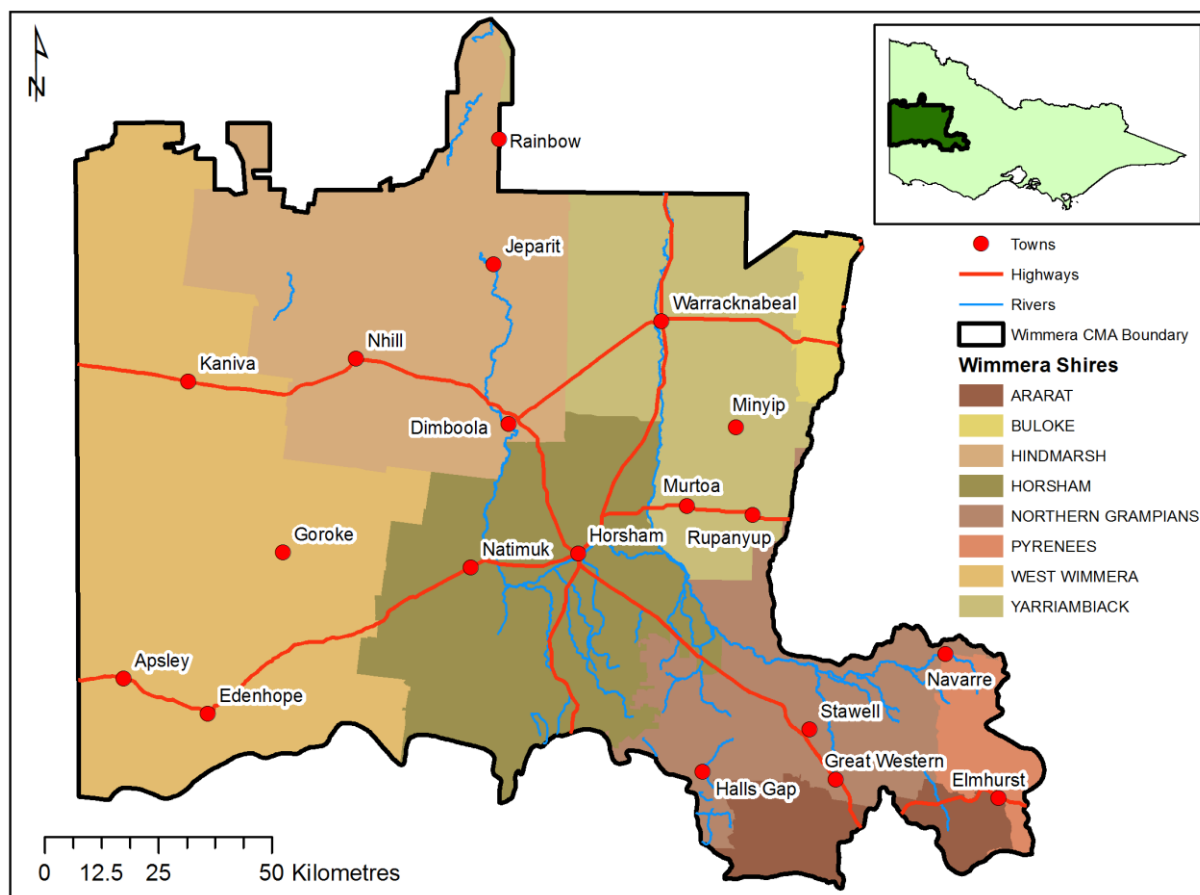 N
Rainbow
Jeparit
Warracknabeal
Nhill
Kaniva
Dimboola
Minyip
Murtoa
Rupanyup
Horsham
Goroke
Natimuk
Apsley
Edenhope
Navarre
Stawell
Great Western
Halls Gap
Elmhurst
Towns
Highways
Rivers
Wimmera CMA Boundary
Wimmera Shires
ARARAT
BULOKE
HINDMARSH
HORSHAM
NORTHERN GRAMPIANS
PYRENEES
WEST WIMMERA
YARRIAMBIACK
0 12.5 25 50 Kilometres